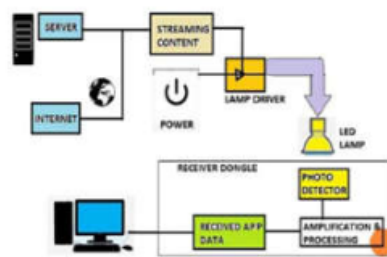 SERVER
STREAMING
CONTENT
INTERNET
POWER
LAMP DRIVER
LED
LAMP
RECEIVER DONGLE
PHOTO
DETECTOR
RECEIVED APP
DATA
AMPLIFICATION &
PROCESSING